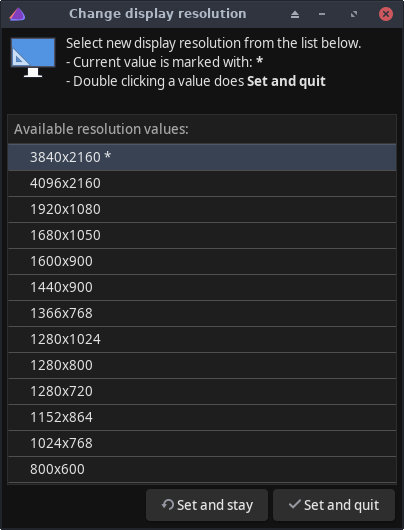 Change display resolution
Select new display resolution from the list below.
- Current value is marked with: *
- Double clicking a value does Set and quit
Available resolution values:
3840x2160 *
4096x2160
1920x1080
1680x1050
1600x900
1440x900
1366x768
1280x1024
1280x800
1280x720
1152x864
1024x768
800x600
Set and stay
Set and quit